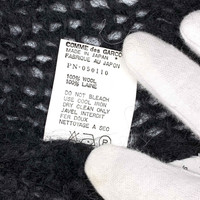 COMME des GARCO
MADE IN JAPAN
FABRIQUE AU JAPON
PN-050110
100% WOOL
100% LAINE
DO NOT BLEACH
USE COOL IRON
DRY CLEAN ONLY
JAVEL INTERDIT
FER DOUX
NETTOYAGE A SEC